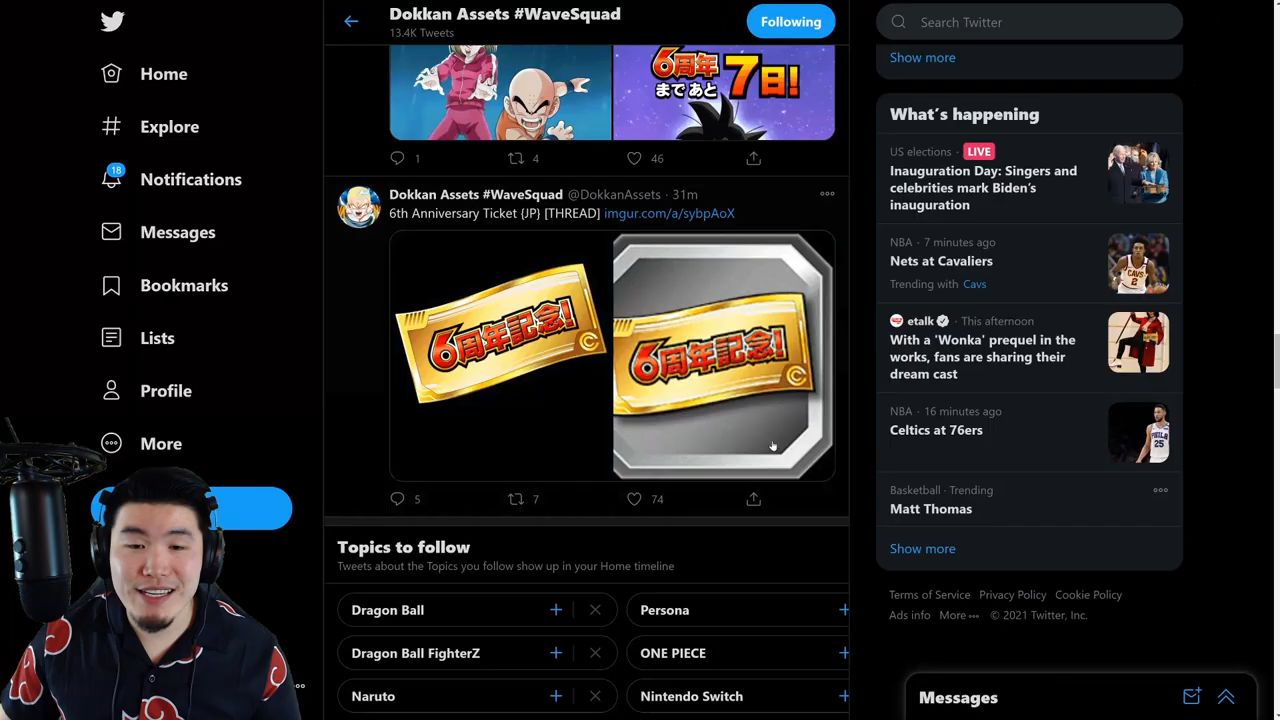 Home
Explore
18
Notifications
Messages
Bookmarks
Lists
Profile
More
Dokkan Assets #WaveSquad
13.4K Tweets
Following
6周年
まであと 7日!
1
4
46
Dokkan Assets #WaveSquad @DokkanAssets · 31m
6th Anniversary Ticket {JP} [THREAD] imgur.com/a/sybpAoX
6周年記念!
6周年記念!
5
7
74
Topics to follow
Tweets about the Topics you follow show up in your Home timeline
Dragon Ball
Persona
Dragon Ball FighterZ
ONE PIECE
Naruto
Nintendo Switch
Search Twitter
Show more
What's happening
US elections · LIVE
Inauguration Day: Singers and
celebrities mark Biden's
inauguration
NBA · 7 minutes ago
Nets at Cavaliers
Trending with Cavs
etalk · This afternoon
With a 'Wonka' prequel in the
works, fans are sharing their
dream cast
NBA · 16 minutes ago
Celtics at 76ers
PHILA
25
Basketball · Trending
Matt Thomas
Show more
Terms of Service Privacy Policy Cookie Policy
Ads info More © 2021 Twitter, Inc.
Messages